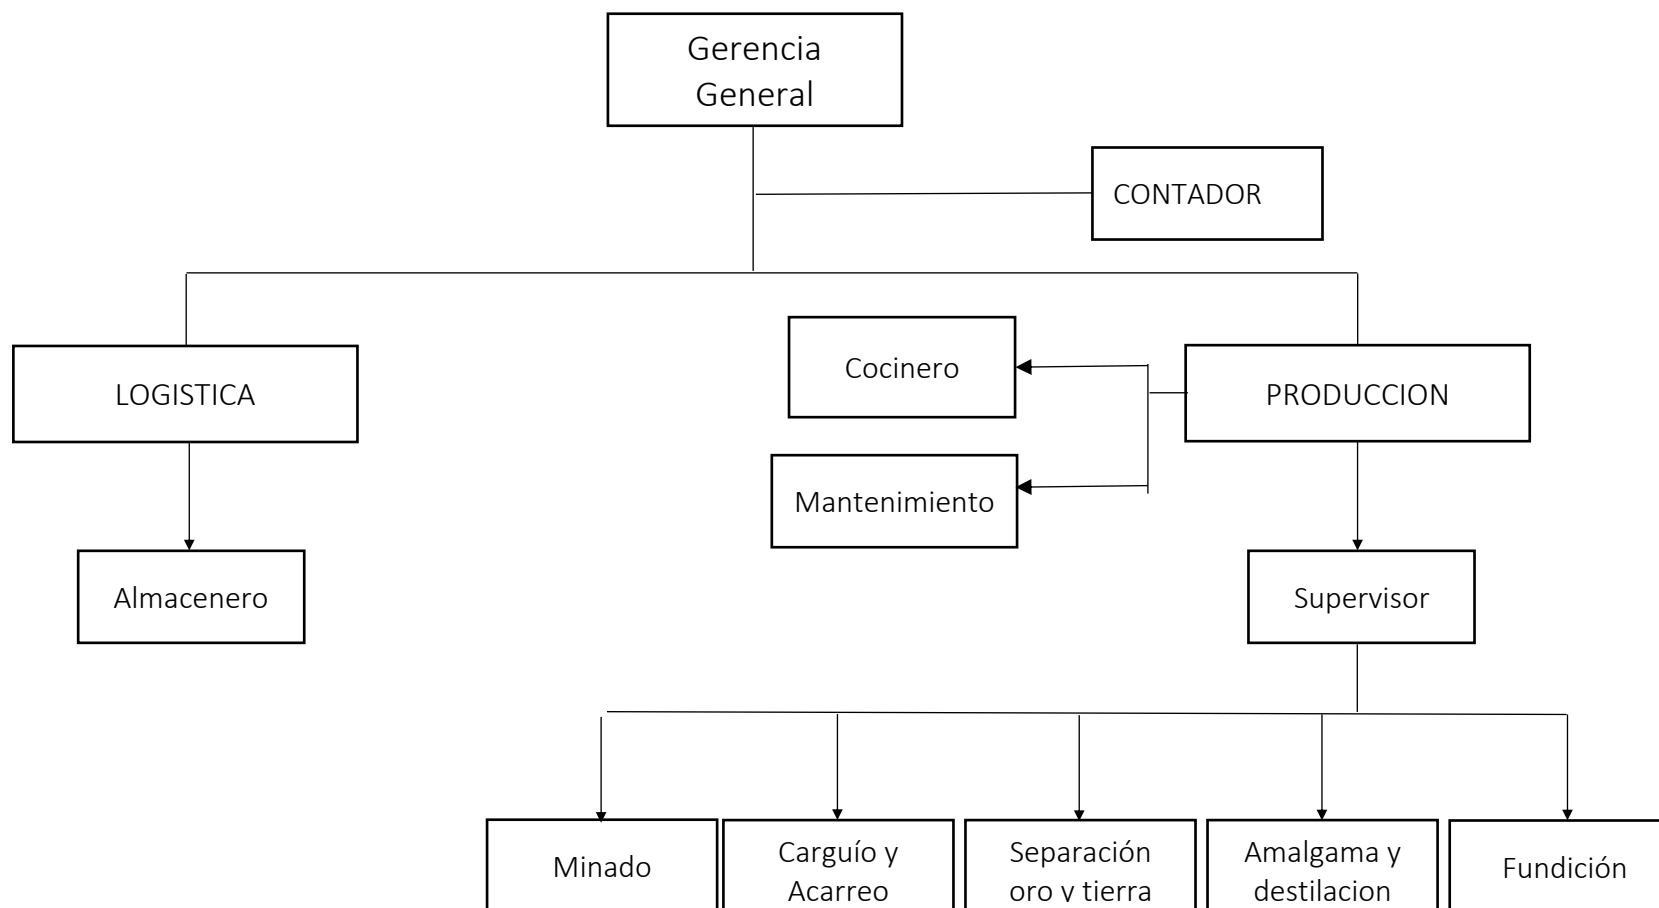 Gerencia
General
CONTADOR
LOGISTICA
Cocinero
PRODUCCION
Mantenimiento
Almacenero
Supervisor
Minado
Carguío y
Acarreo
Separación
oro y tierra
Amalgama y
destilacion
Fundición